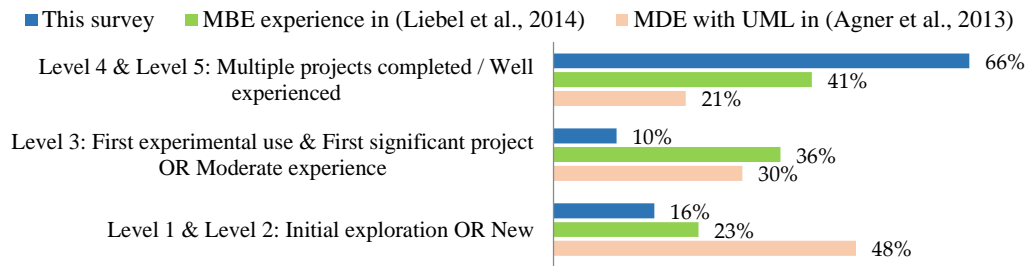 This survey MBE experience in (Liebel et al., 2014) MDE with UML in (Agner et al., 2013)
Level 4 & Level 5: Multiple projects completed / Well
experienced
66%
41%
21%
Level 3: First experimental use & First significant project
OR Moderate experience
10%
36%
30%
Level 1 & Level 2: Initial exploration OR New
16%
23%
48%